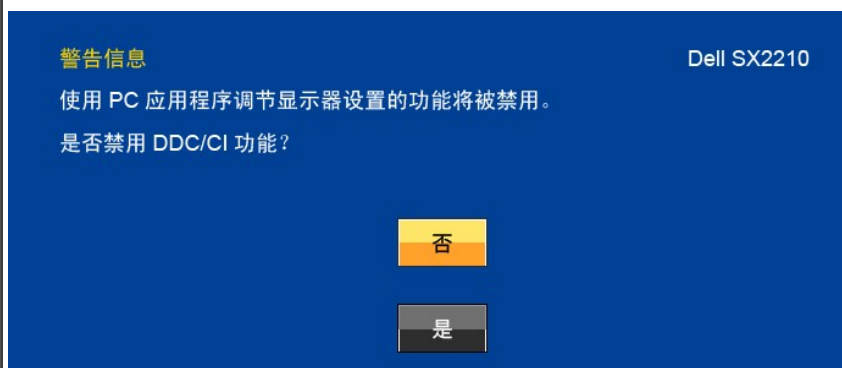 警告信息
Dell SX2210
使用 PC 应用程序调节显示器设置的功能将被禁用。
是否禁用 DDC/CI 功能？
否
是